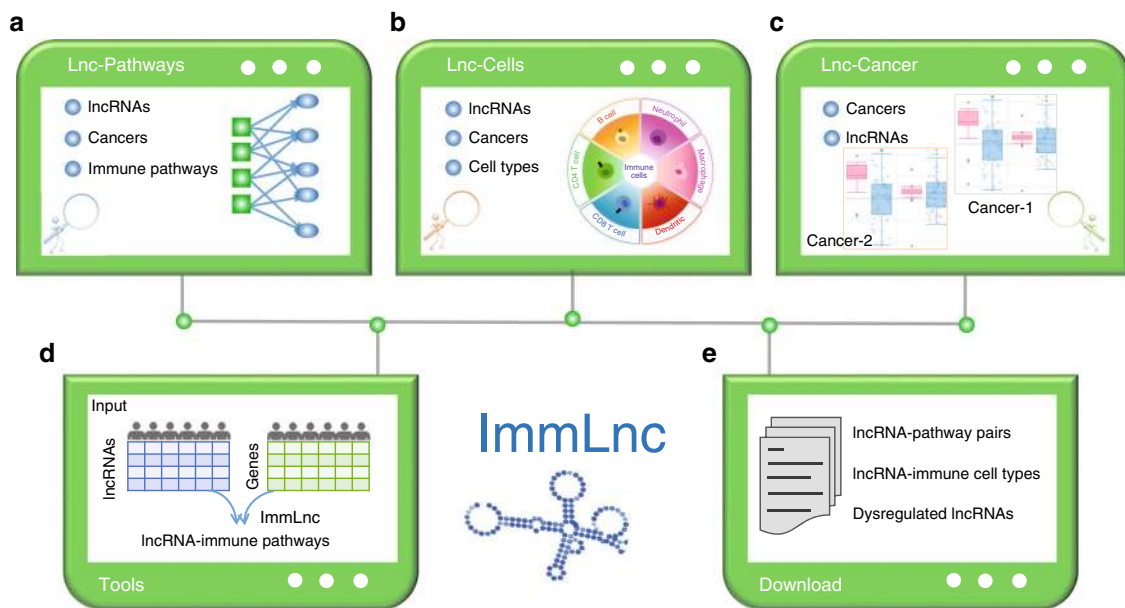 a
Lnc-Pathways
lncRNAs
Cancers
Immune pathways
b
Lnc-Cells
lncRNAs
Cancers
Cell types
B cell
Neutrophil
CD4 T cell
Immune
cells
Macrophage
CD8 T cell
Dendritic
c
Lnc-Cancer
Cancers
lncRNAs
Cancer-1
Cancer-2
d
Input
lncRNAs
Genes
ImmLnc
lncRNA-immune pathways
Tools
ImmLnc
e
lncRNA-pathway pairs
lncRNA-immune cell types
Dysregulated lncRNAs
Download